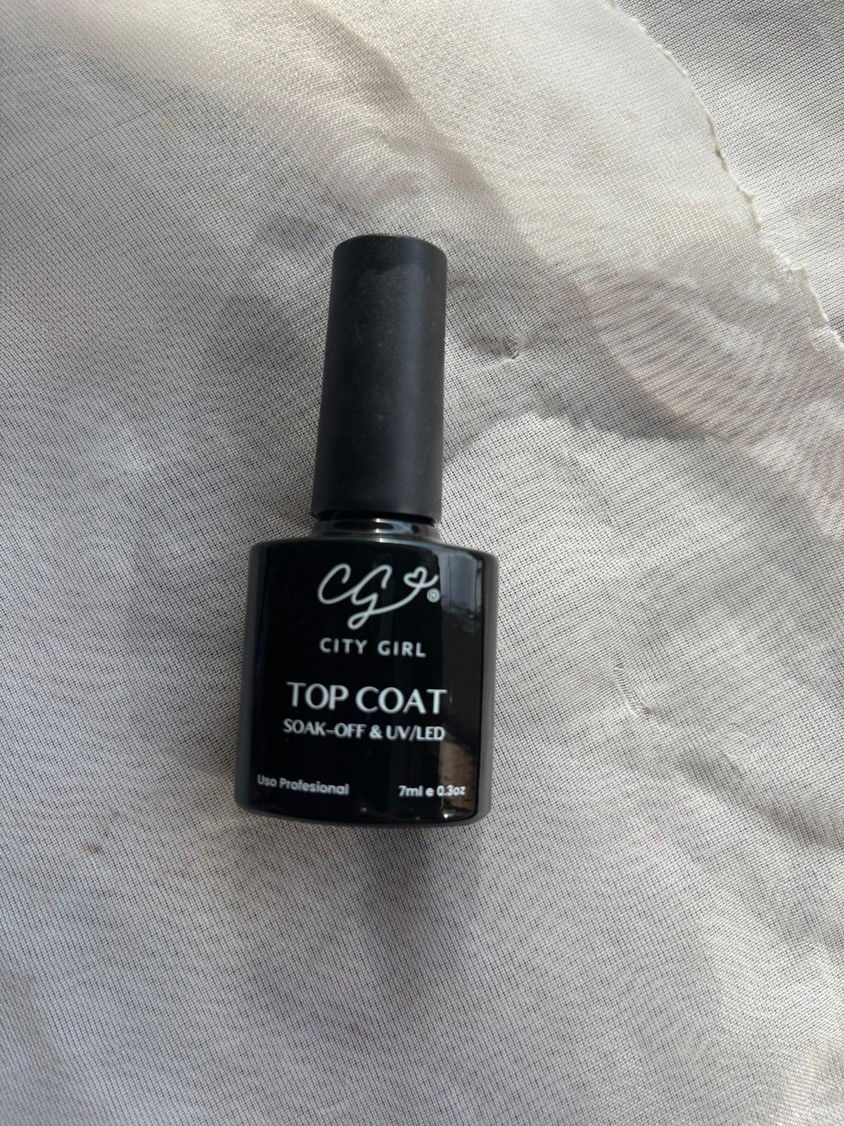 CG®
CITY GIRL
TOP COAT
SOAK-OFF & UV/LED
Uso Profesional 7ml e 0.3oz